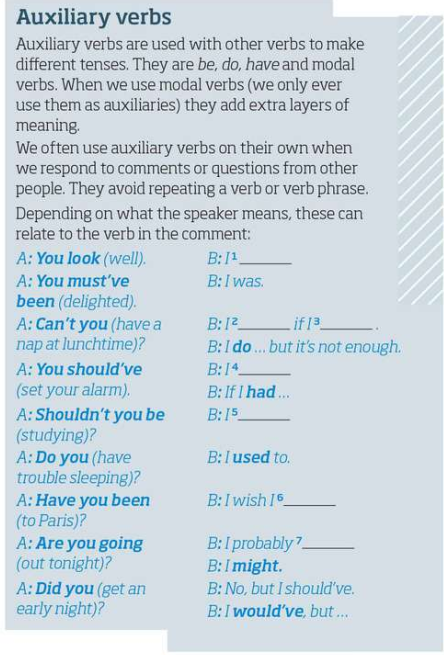 Auxiliary verbs
Auxiliary verbs are used with other verbs to make
different tenses. They are be, do, have and modal
verbs. When we use modal verbs (we only ever
use them as auxiliaries) they add extra layers of
meaning.
We often use auxiliary verbs on their own when
we respond to comments or questions from other
people. They avoid repeating a verb or verb phrase.
Depending on what the speaker means, these can
relate to the verb in the comment:
A: You look (well). B: I ¹______
A: You must've B: I was.
been (delighted).
A: Can't you (have a B: I ²______ if I ³______ .
nap at lunchtime)? B: I do ... but it's not enough.
A: You should've B: I ⁴______
(set your alarm). B: If I had ...
A: Shouldn't you be B: I ⁵______
(studying)?
A: Do you (have B: I used to.
trouble sleeping)?
A: Have you been B: I wish I ⁶______
(to Paris)?
A: Are you going B: I probably ⁷______
(out tonight)? B: I might.
A: Did you (get an B: No, but I should've.
early night)? B: I would've, but ...